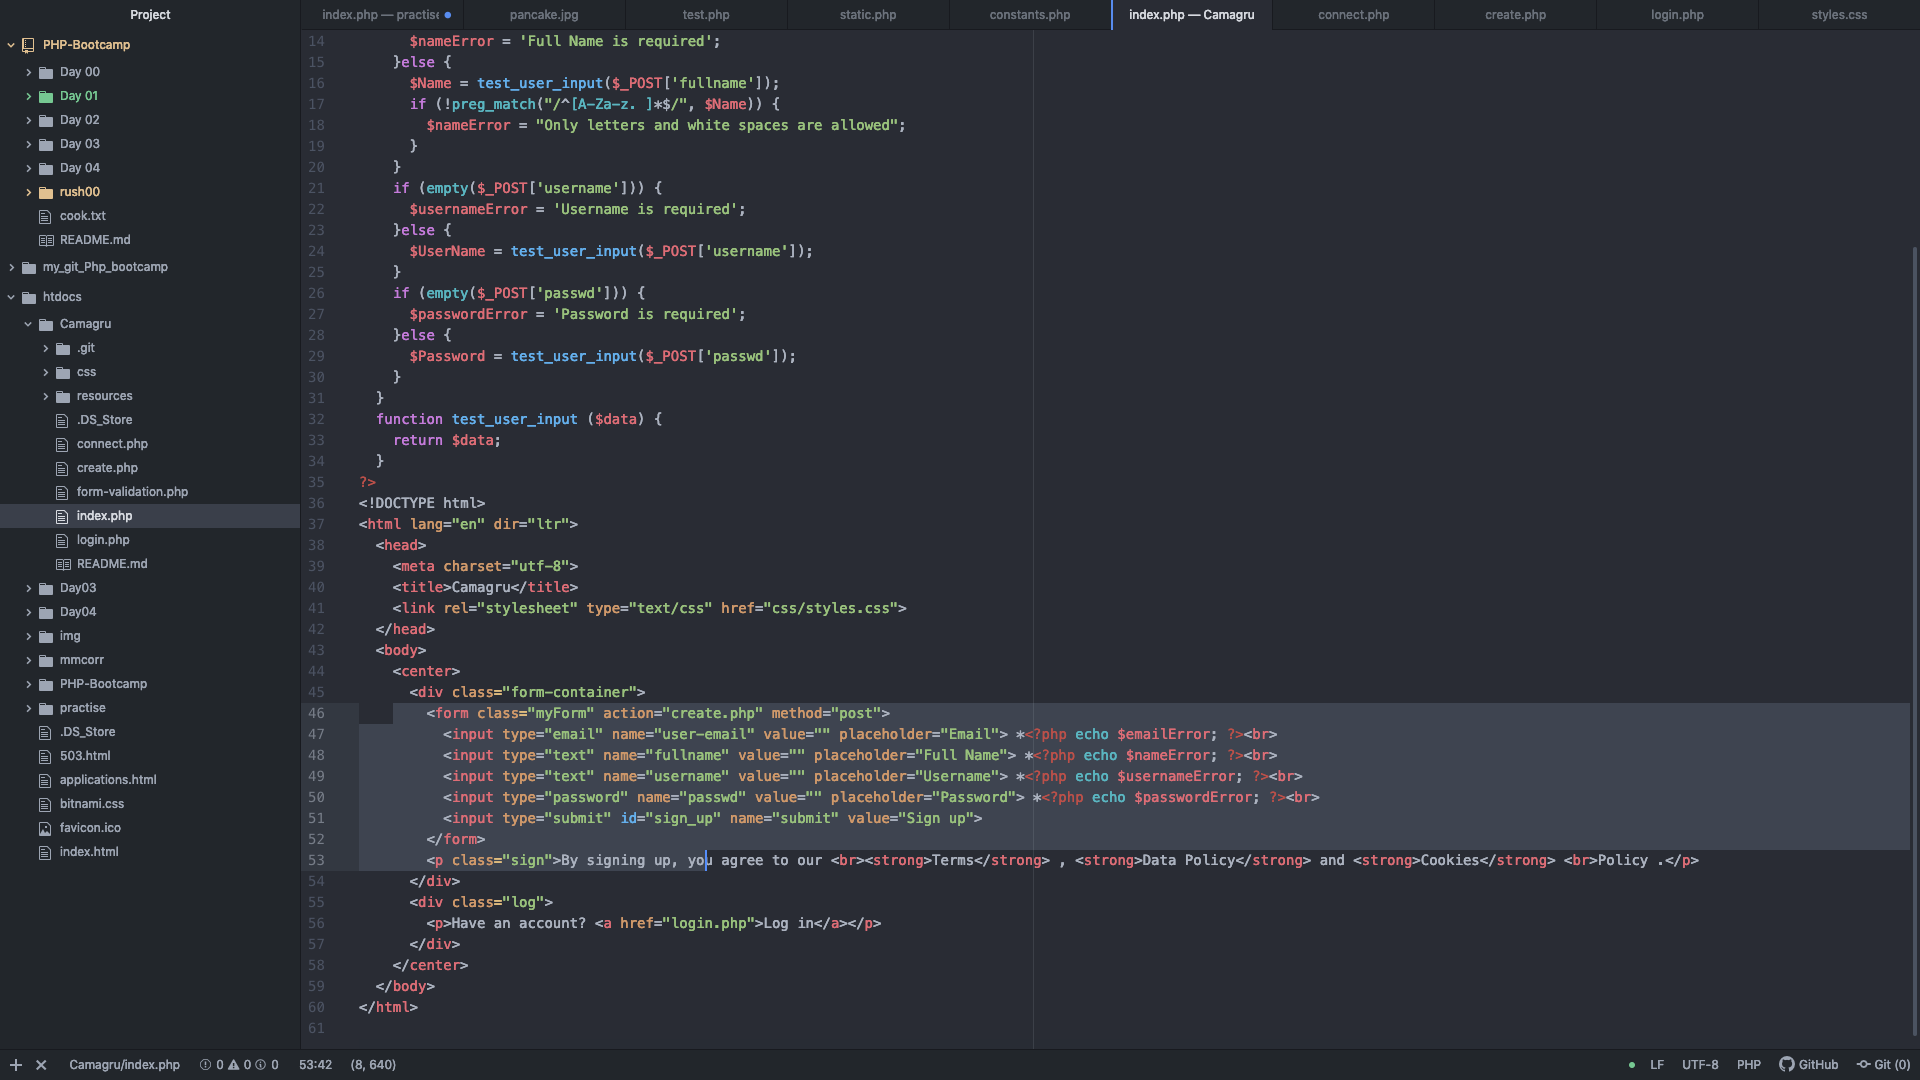 Project
PHP-Bootcamp
Day 00
Day 01
Day 02
Day 03
Day 04
rush00
cook.txt
README.md
my_git_Php_bootcamp
htdocs
Camagru
.git
css
resources
.DS_Store
connect.php
create.php
form-validation.php
index.php
login.php
README.md
Day03
Day04
img
mmcorr
PHP-Bootcamp
practise
.DS_Store
503.html
applications.html
bitnami.css
favicon.ico
index.html
index.php — practise
pancake.jpg
test.php
static.php
constants.php
index.php — Camagru
connect.php
create.php
login.php
styles.css
14 $nameError = 'Full Name is required';
15 }else {
16 $Name = test_user_input($_POST['fullname']);
17 if (!preg_match("/^[A-Za-z. ]*$/", $Name)) {
18 $nameError = "Only letters and white spaces are allowed";
19 }
20 }
21 if (empty($_POST['username'])) {
22 $usernameError = 'Username is required';
23 }else {
24 $UserName = test_user_input($_POST['username']);
25 }
26 if (empty($_POST['passwd'])) {
27 $passwordError = 'Password is required';
28 }else {
29 $Password = test_user_input($_POST['passwd']);
30 }
31 }
32 function test_user_input ($data) {
33 return $data;
34 }
35 ?>
36 <!DOCTYPE html>
37 <html lang="en" dir="ltr">
38 <head>
39 <meta charset="utf-8">
40 <title>Camagru</title>
41 <link rel="stylesheet" type="text/css" href="css/styles.css">
42 </head>
43 <body>
44 <center>
45 <div class="form-container">
46 <form class="myForm" action="create.php" method="post">
47 <input type="email" name="user-email" value="" placeholder="Email"> *<?php echo $emailError; ?><br>
48 <input type="text" name="fullname" value="" placeholder="Full Name"> *<?php echo $nameError; ?><br>
49 <input type="text" name="username" value="" placeholder="Username"> *<?php echo $usernameError; ?><br>
50 <input type="password" name="passwd" value="" placeholder="Password"> *<?php echo $passwordError; ?><br>
51 <input type="submit" id="sign_up" name="submit" value="Sign up">
52 </form>
53 <p class="sign">By signing up, you agree to our <br><strong>Terms</strong> , <strong>Data Policy</strong> and <strong>Cookies</strong> <br>Policy .</p>
54 </div>
55 <div class="log">
56 <p>Have an account? <a href="login.php">Log in</a></p>
57 </div>
58 </center>
59 </body>
60 </html>
61
Camagru/index.php 0 0 0 53:42 (8, 640) LF UTF-8 PHP GitHub Git (0)